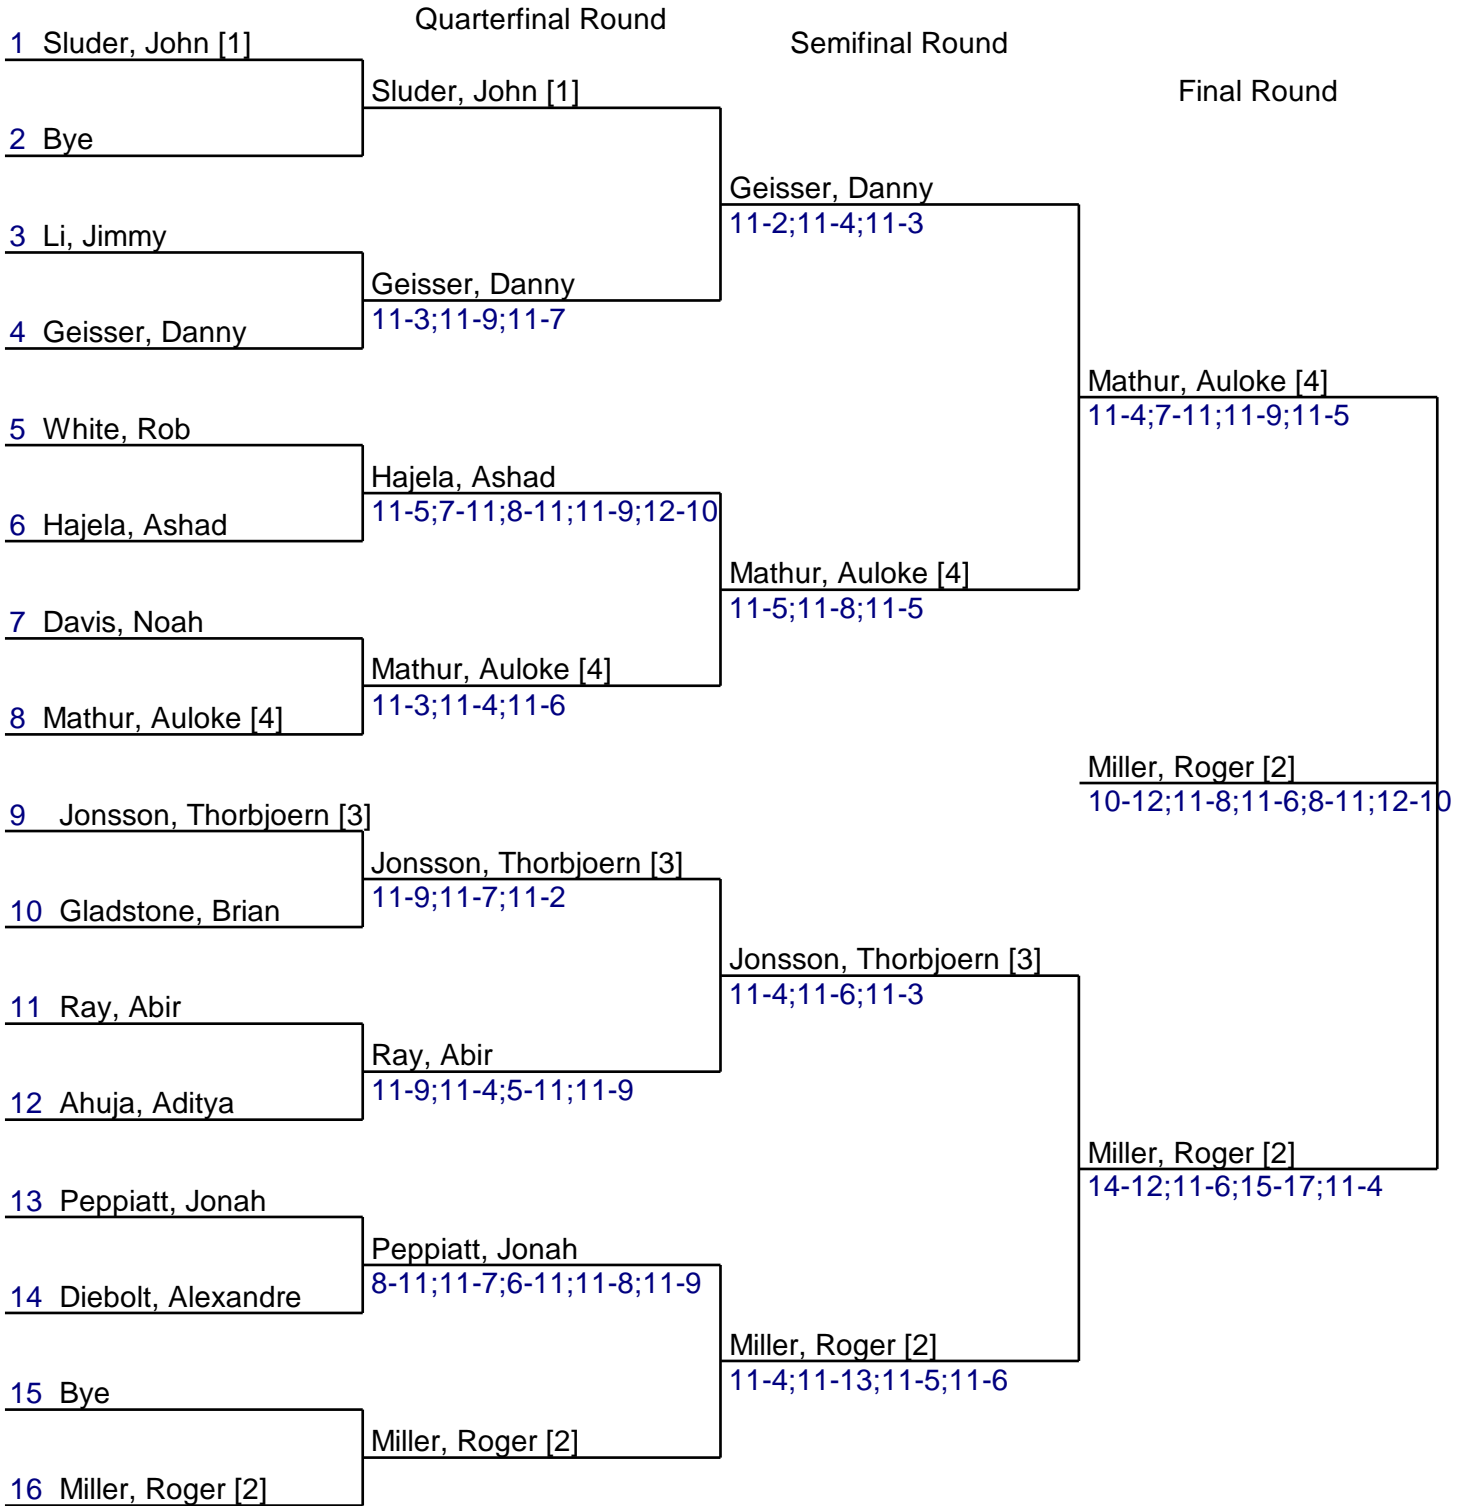 Quarterfinal Round
Semifinal Round
Final Round
1 Sluder, John [1]
2 Bye
3 Li, Jimmy
4 Geisser, Danny
5 White, Rob
6 Hajela, Ashad
7 Davis, Noah
8 Mathur, Auloke [4]
9 Jonsson, Thorbjoern [3]
10 Gladstone, Brian
11 Ray, Abir
12 Ahuja, Aditya
13 Peppiatt, Jonah
14 Diebolt, Alexandre
15 Bye
16 Miller, Roger [2]
Sluder, John [1]
Geisser, Danny
11-3;11-9;11-7
Hajela, Ashad
11-5;7-11;8-11;11-9;12-10
Mathur, Auloke [4]
11-3;11-4;11-6
Jonsson, Thorbjoern [3]
11-9;11-7;11-2
Ray, Abir
11-9;11-4;5-11;11-9
Peppiatt, Jonah
8-11;11-7;6-11;11-8;11-9
Miller, Roger [2]
Geisser, Danny
11-2;11-4;11-3
Mathur, Auloke [4]
11-5;11-8;11-5
Jonsson, Thorbjoern [3]
11-4;11-6;11-3
Miller, Roger [2]
11-4;11-13;11-5;11-6
Mathur, Auloke [4]
11-4;7-11;11-9;11-5
Miller, Roger [2]
14-12;11-6;15-17;11-4
Miller, Roger [2]
10-12;11-8;11-6;8-11;12-10